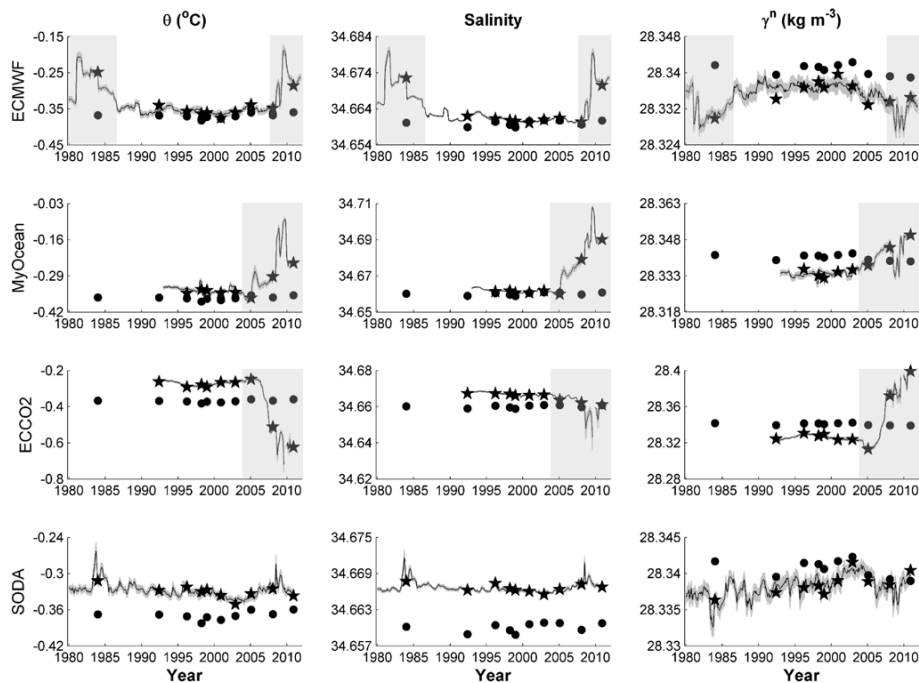 θ (°C) Salinity γⁿ (kg m⁻³)
ECMWF
-0.15 34.684 28.348
-0.25 34.674 28.34
-0.35 34.664 28.332
-0.45 34.654 28.324
1980 1985 1990 1995 2000 2005 2010 1980 1985 1990 1995 2000 2005 2010 1980 1985 1990 1995 2000 2005 2010
MyOcean
-0.03 34.71 28.363
-0.16 34.69 28.348
-0.29 34.67 28.333
-0.42 34.65 28.318
1980 1985 1990 1995 2000 2005 2010 1980 1985 1990 1995 2000 2005 2010 1980 1985 1990 1995 2000 2005 2010
ECCO2
-0.2 34.68 28.4
-0.4 34.66 28.36
-0.6 34.64 28.32
-0.8 34.62 28.28
1980 1985 1990 1995 2000 2005 2010 1980 1985 1990 1995 2000 2005 2010 1980 1985 1990 1995 2000 2005 2010
SODA
-0.24 34.675 28.345
-0.3 34.669 28.34
-0.36 34.663 28.335
-0.42 34.657 28.33
1980 1985 1990 1995 2000 2005 2010 1980 1985 1990 1995 2000 2005 2010 1980 1985 1990 1995 2000 2005 2010
Year Year Year